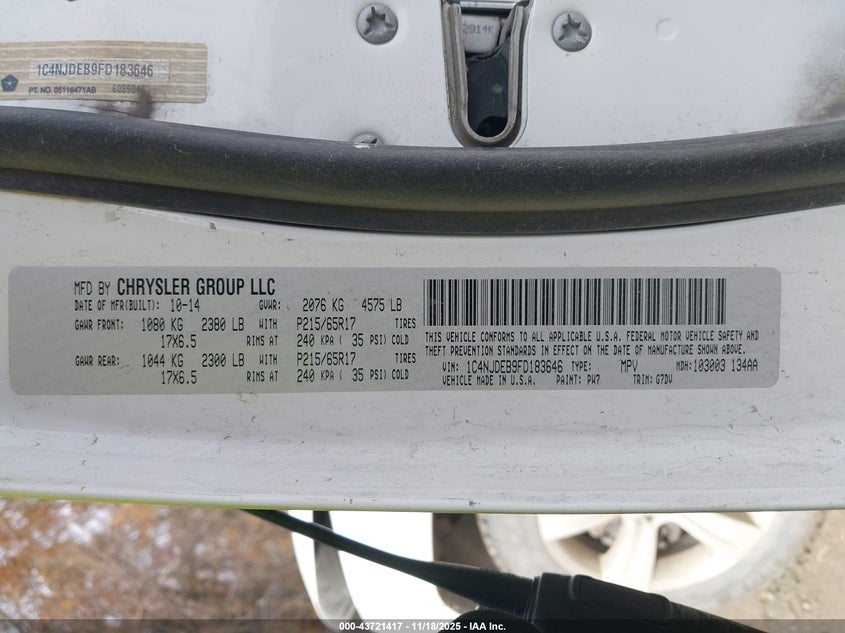 2914K
1C4NJDEB9FD183646
PT. NO. 05116471AB
MFD BY CHRYSLER GROUP LLC
DATE OF MFR(BUILT): 10-14 GVWR: 2076 KG 4575 LB
GAWR FRONT: 1080 KG 2380 LB WITH P215/65R17 TIRES
17X6.5 RIMS AT 240 KPA ( 35 PSI) COLD
GAWR REAR: 1044 KG 2300 LB WITH P215/65R17 TIRES
17X6.5 RIMS AT 240 KPA ( 35 PSI) COLD
THIS VEHICLE CONFORMS TO ALL APPLICABLE U.S.A. FEDERAL MOTOR VEHICLE SAFETY AND
THEFT PREVENTION STANDARDS IN EFFECT ON THE DATE OF MANUFACTURE SHOWN ABOVE.
VIN: 1C4NJDEB9FD183646 TYPE: MPV MDH:103003 134AA
VEHICLE MADE IN U.S.A. PAINT: PW7 TRIM: G7DV
000-43721417 - 11/18/2025 - IAA Inc.